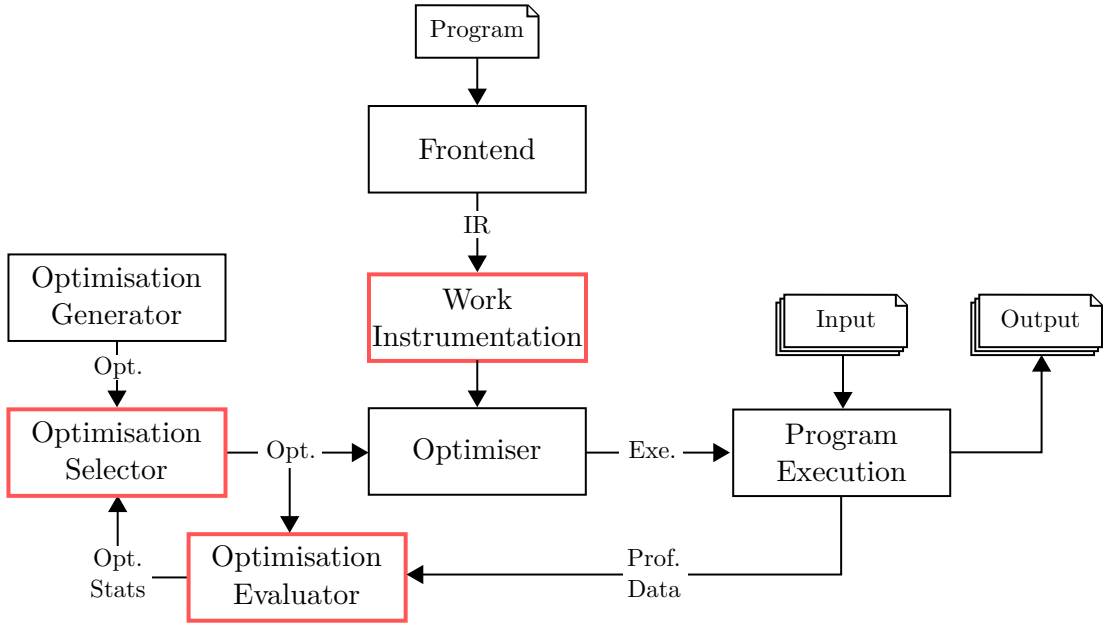 Program
Frontend
IR
Optimisation
Generator
Work
Instrumentation
Input
Output
Opt.
Optimisation
Selector
Opt.
Optimiser
Exe.
Program
Execution
Opt.
Stats
Optimisation
Evaluator
Prof.
Data